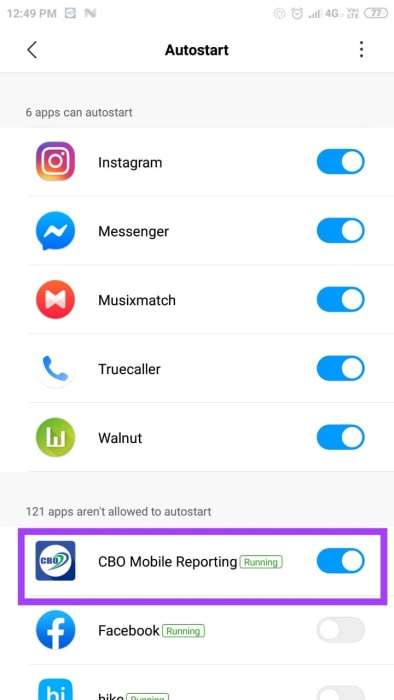 12:49 PM 4G Vo) LTE 77
Autostart
6 apps can autostart
Instagram
Messenger
Musixmatch
Truecaller
Walnut
121 apps aren't allowed to autostart
CBO CBO Mobile Reporting Running
Facebook Running
hi hike Running